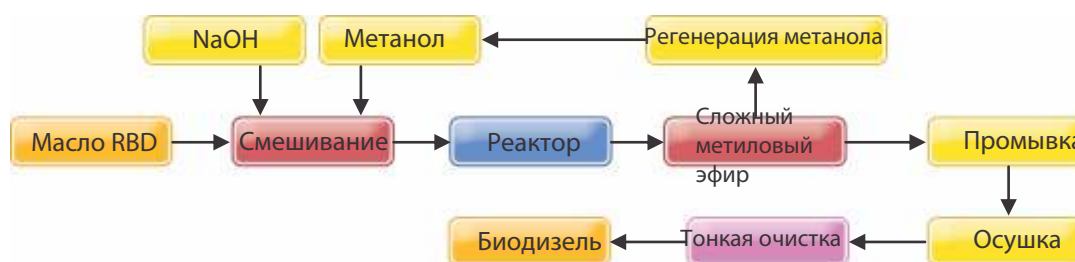 NaOH
Метанол
Регенерация метанола
Масло RBD
Смешивание
Реактор
Сложный
метиловый
эфир
Промывка
Биодизель
Тонкая очистка
Осушка